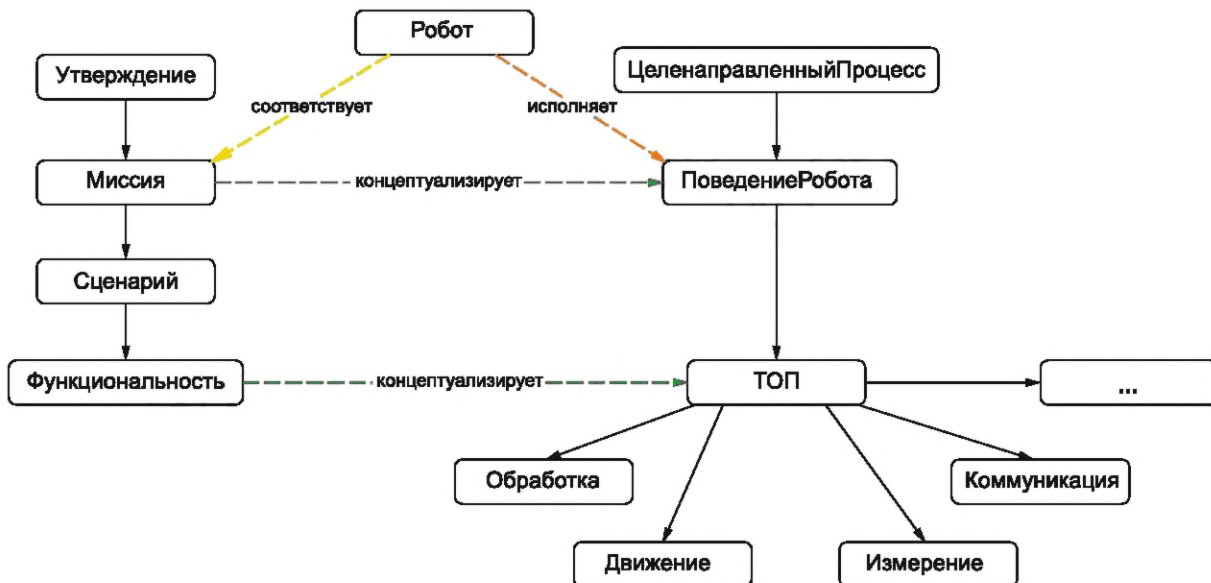 Робот
Утверждение
ЦеленаправленныйПроцесс
соответствует
исполняет
Миссия
концептуализирует
ПоведениеРобота
Сценарий
Функциональность
концептуализирует
ТОП
...
Обработка
Коммуникация
Движение
Измерение